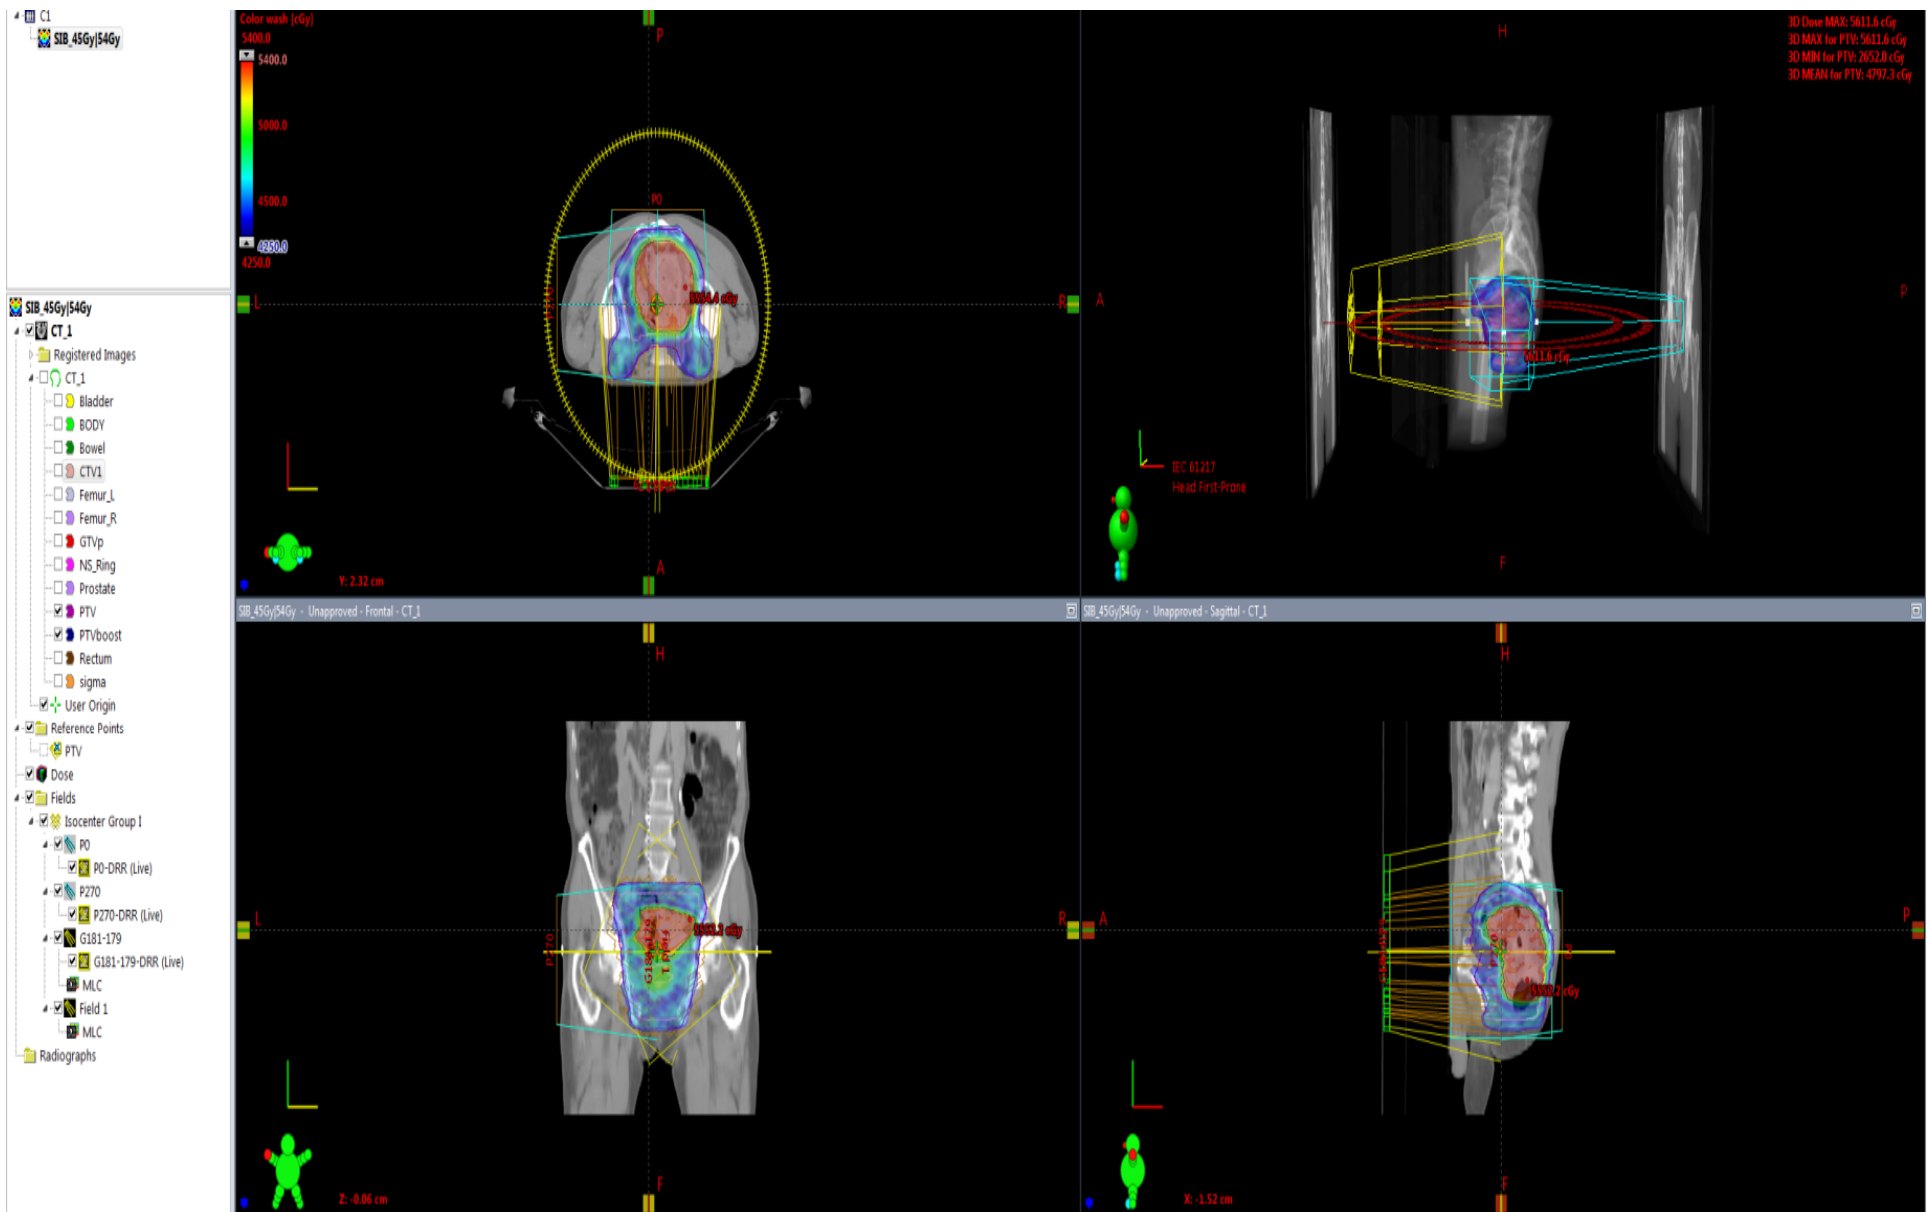 C1
SIB_45Gy|54Gy
SIB_45Gy|54Gy
CT_1
Registered Images
CT_1
Bladder
BODY
Bowel
CTV1
Femur_L
Femur_R
GTVp
NS_Ring
Prostate
PTV
PTVboost
Rectum
sigma
User Origin
Reference Points
PTV
Dose
Fields
Isocenter Group I
P0
P0-DRR (Live)
P270
P270-DRR (Live)
G181-179
G181-179-DRR (Live)
MLC
Field 1
MLC
Radiographs
Color wash (cGy)
5400.0
5400.0
5000.0
4500.0
4250.0
4250.0
P
P0
L
R
A
Y: 2.32 cm
3D Dose MAX: 5611.6 cGy
3D MAX for PTV: 5611.6 cGy
3D MIN for PTV: 2652.0 cGy
3D MEAN for PTV: 4797.3 cGy
H
A
P
5611.6 cGy
IEC 61217
Head First-Prone
F
SIB_45Gy|54Gy - Unapproved - Frontal - CT_1
H
L
R
P270
Field 1
F
Z: -0.06 cm
SIB_45Gy|54Gy - Unapproved - Sagittal - CT_1
H
A
P
F
X: -1.52 cm